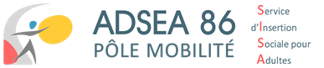 ADSEA 86
PÔLE MOBILITÉ
Service
d'Insertion
Sociale pour
Adultes